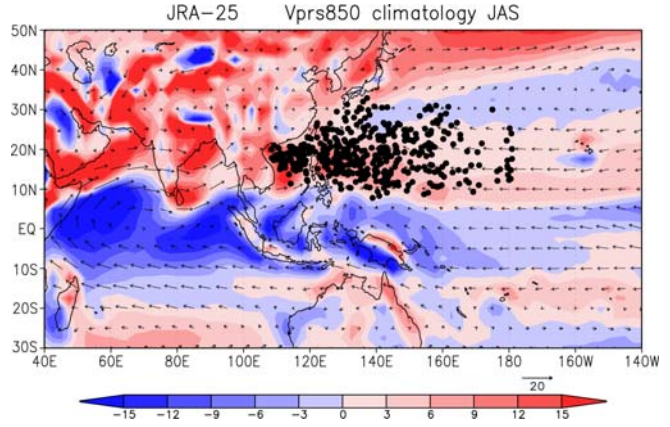 JRA-25 Vprs850 climatology JAS
50N
40N
30N
20N
10N
EQ
10S
20S
30S
40E 60E 80E 100E 120E 140E 160E 180 160W 140W
20
-15 -12 -9 -6 -3 0 3 6 9 12 15